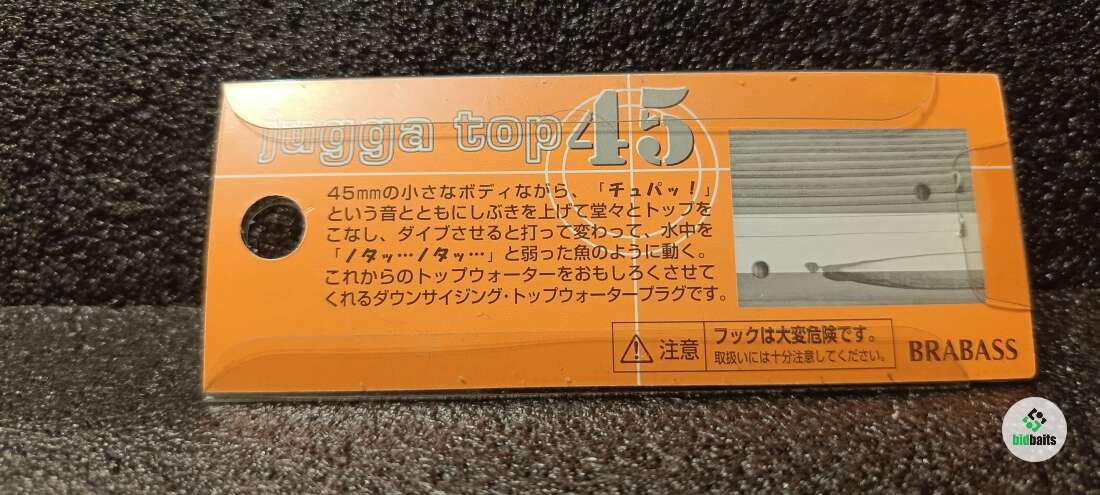 jugga top 45
45mmの小さなボディながら、「チュパッ！」
という音とともにしぶきを上げて堂々とトップを
こなし、ダイブさせると打って変わって、水中を
「ノタッ…ノタッ…」と弱った魚のように動く。
これからのトップウォーターをおもしろくさせて
くれるダウンサイジング・トップウォータープラグです。
注意
フックは大変危険です。
取扱いには十分注意してください。
BRABASS
bidbaits